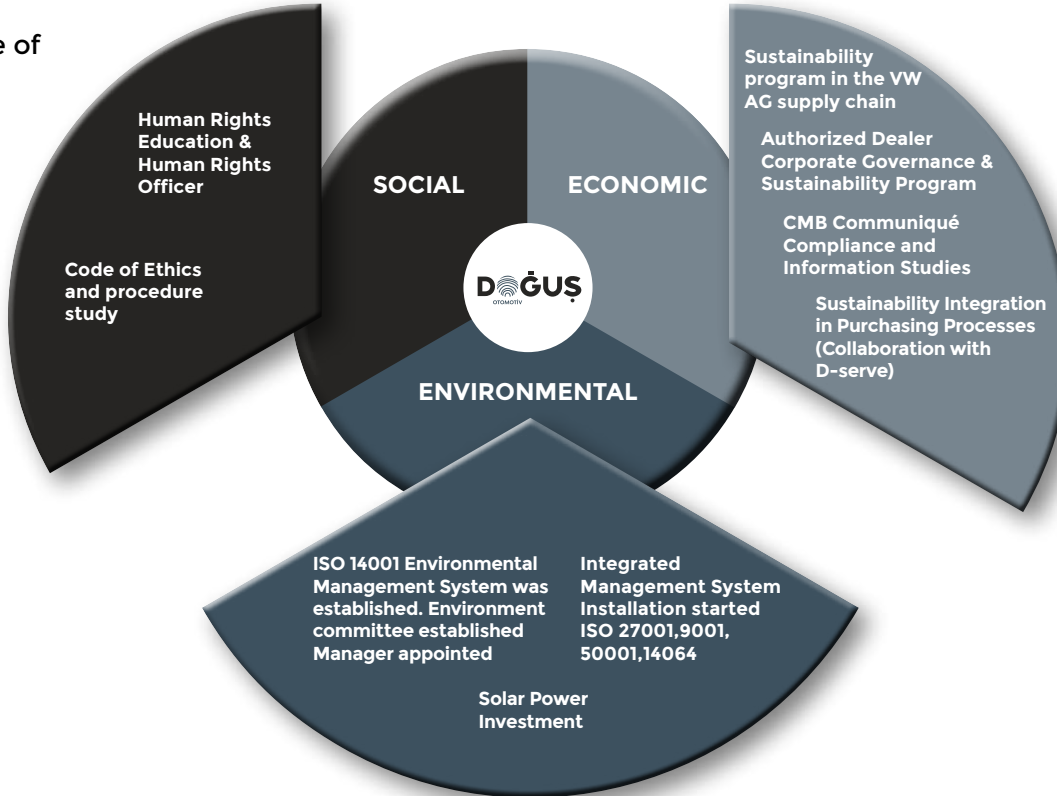 e of
Human Rights
Education &
Human Rights
Officer
Code of Ethics
and procedure
study
SOCIAL
ECONOMIC
ENVIRONMENTAL
DOĞUŞ
OTOMOTİV
Sustainability
program in the VW
AG supply chain
Authorized Dealer
Corporate Governance &
Sustainability Program
CMB Communiqué
Compliance and
Information Studies
Sustainability Integration
in Purchasing Processes
(Collaboration with
D-serve)
ISO 14001 Environmental
Management System was
established. Environment
committee established
Manager appointed
Integrated
Management System
Installation started
ISO 27001,9001,
50001,14064
Solar Power
Investment